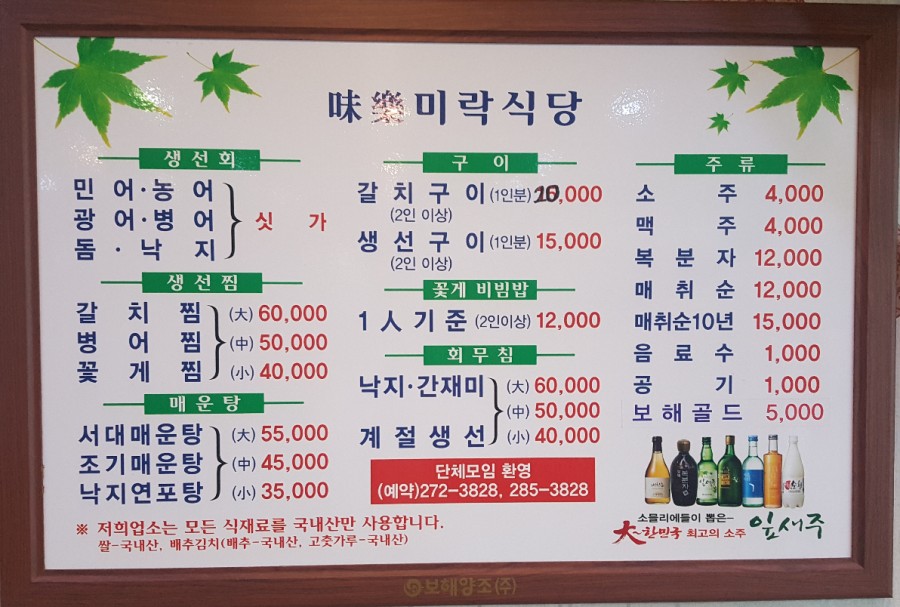 味樂미락식당
생선회
민어·농어
광어·병어
돔·낙지
싯가
생선찜
갈치찜 (大) 60,000
병어찜 (中) 50,000
꽃게찜 (小) 40,000
매운탕
서대매운탕 (大) 55,000
조기매운탕 (中) 45,000
낙지연포탕 (小) 35,000
구이
갈치구이 (1인분) 20,000
(2인 이상)
생선구이 (1인분) 15,000
(2인 이상)
꽃게 비빔밥
1人기준 (2인이상) 12,000
회무침
낙지·간재미 (大) 60,000
(中) 50,000
계절생선 (小) 40,000
단체모임 환영
(예약)272-3828, 285-3828
주류
소주 4,000
맥주 4,000
복분자 12,000
매취순 12,000
매취순10년 15,000
음료수 1,000
공기 1,000
보해골드 5,000
소믈리에들이 뽑은-
大~한민국 최고의 소주 잎새주
※ 저희업소는 모든 식재료를 국내산만 사용합니다.
쌀-국내산, 배추김치(배추-국내산, 고춧가루-국내산)
보해양조(주)